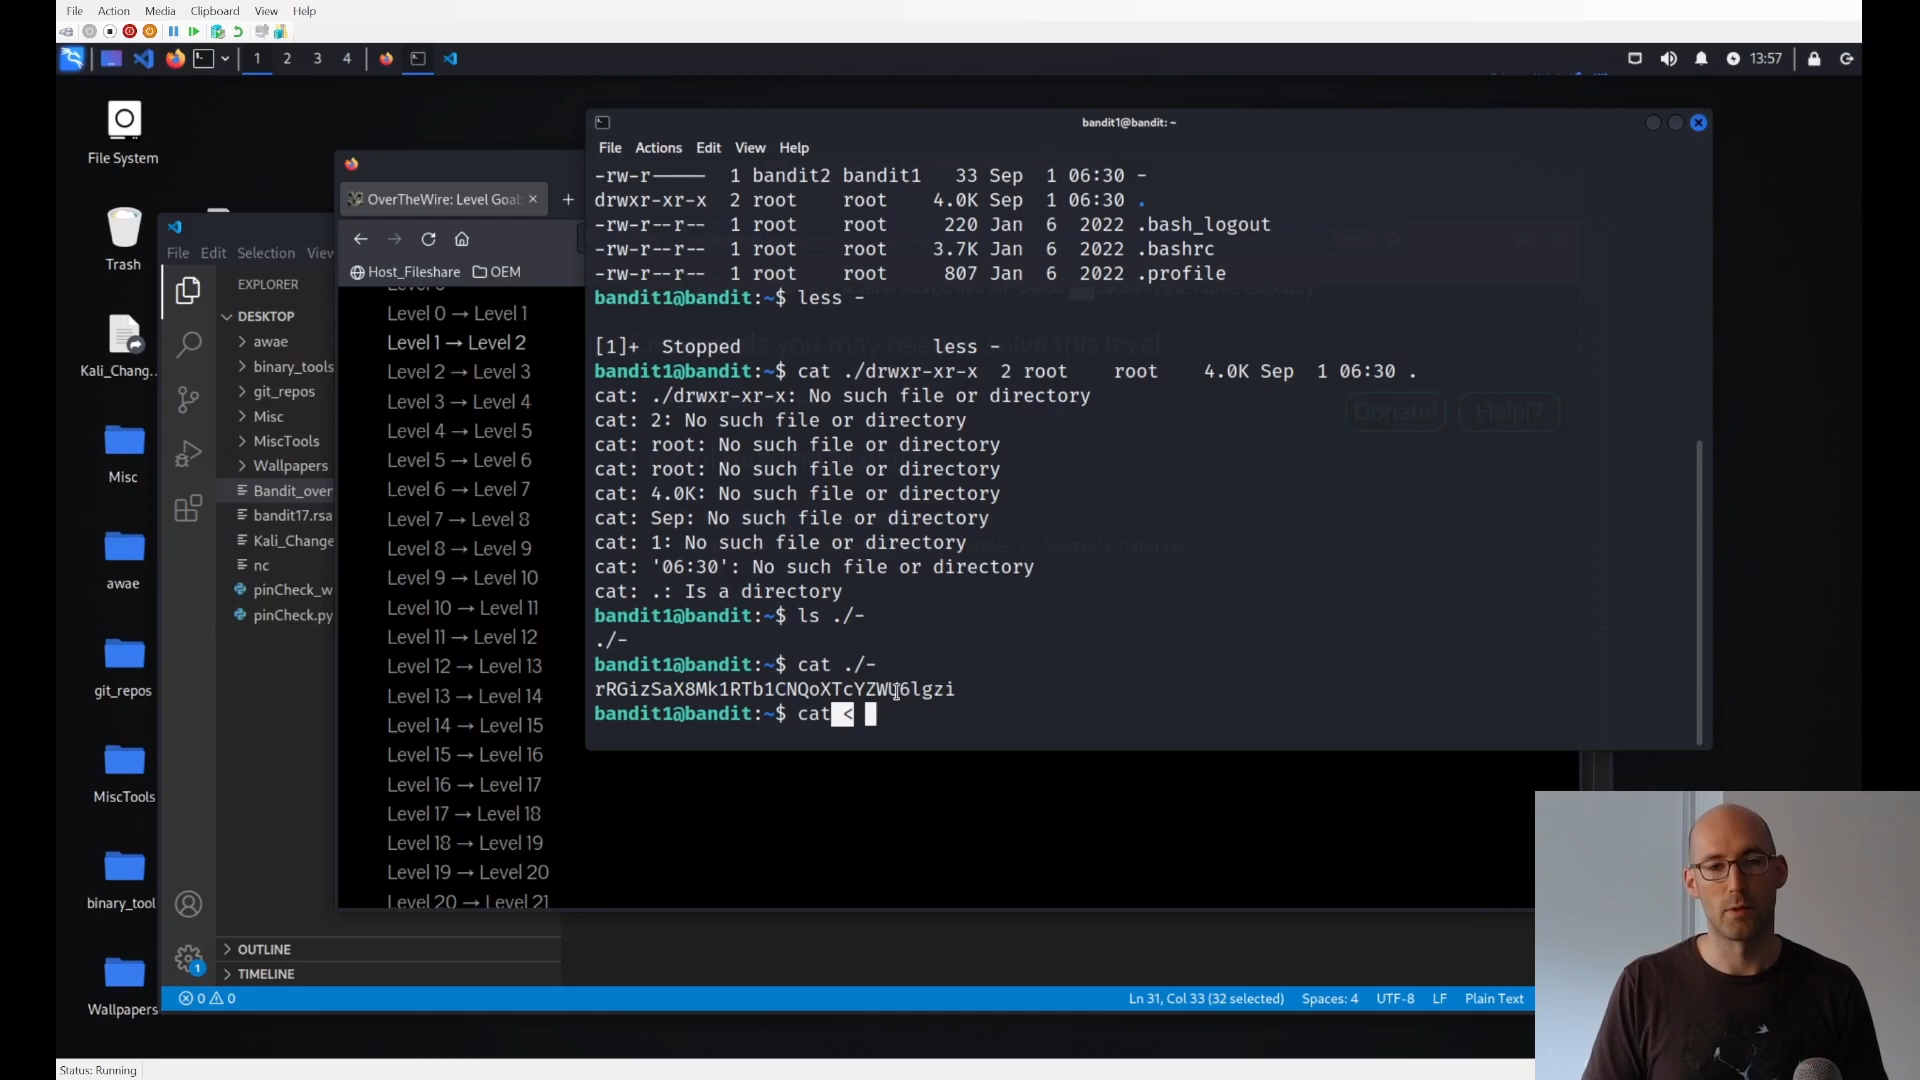 File Action Media Clipboard View Help
1 2 3 4 13:57
File System
Trash
Kali_Chang..
Misc
awae
git_repos
MiscTools
binary_tool
Wallpapers
File Edit Selection View
EXPLORER
DESKTOP
awae
binary_tools
git_repos
Misc
MiscTools
Wallpapers
Bandit_over
bandit17.rsa
Kali_Change
nc
pinCheck_w
pinCheck.py
OUTLINE
TIMELINE
1
0 0
Ln 31, Col 33 (32 selected) Spaces: 4 UTF-8 LF Plain Text
OverTheWire: Level Goal:
Host_Fileshare OEM
Level 0 → Level 1
Level 1 → Level 2
Level 2 → Level 3
Level 3 → Level 4
Level 4 → Level 5
Level 5 → Level 6
Level 6 → Level 7
Level 7 → Level 8
Level 8 → Level 9
Level 9 → Level 10
Level 10 → Level 11
Level 11 → Level 12
Level 12 → Level 13
Level 13 → Level 14
Level 14 → Level 15
Level 15 → Level 16
Level 16 → Level 17
Level 17 → Level 18
Level 18 → Level 19
Level 19 → Level 20
Level 20 → Level 21
bandit1@bandit: ~
File Actions Edit View Help
-rw-r----- 1 bandit2 bandit1 33 Sep 1 06:30 -
drwxr-xr-x 2 root root 4.0K Sep 1 06:30 .
-rw-r--r-- 1 root root 220 Jan 6 2022 .bash_logout
-rw-r--r-- 1 root root 3.7K Jan 6 2022 .bashrc
-rw-r--r-- 1 root root 807 Jan 6 2022 .profile
bandit1@bandit:~$ less -
[1]+ Stopped less -
bandit1@bandit:~$ cat ./drwxr-xr-x 2 root root 4.0K Sep 1 06:30 .
cat: ./drwxr-xr-x: No such file or directory
cat: 2: No such file or directory
cat: root: No such file or directory
cat: root: No such file or directory
cat: 4.0K: No such file or directory
cat: Sep: No such file or directory
cat: 1: No such file or directory
cat: '06:30': No such file or directory
cat: .: Is a directory
bandit1@bandit:~$ ls ./-
./-
bandit1@bandit:~$ cat ./-
rRGizSaX8Mk1RTb1CNQoXTcYZWU6lgzi
bandit1@bandit:~$ cat <
Donate! Help!?
Status: Running